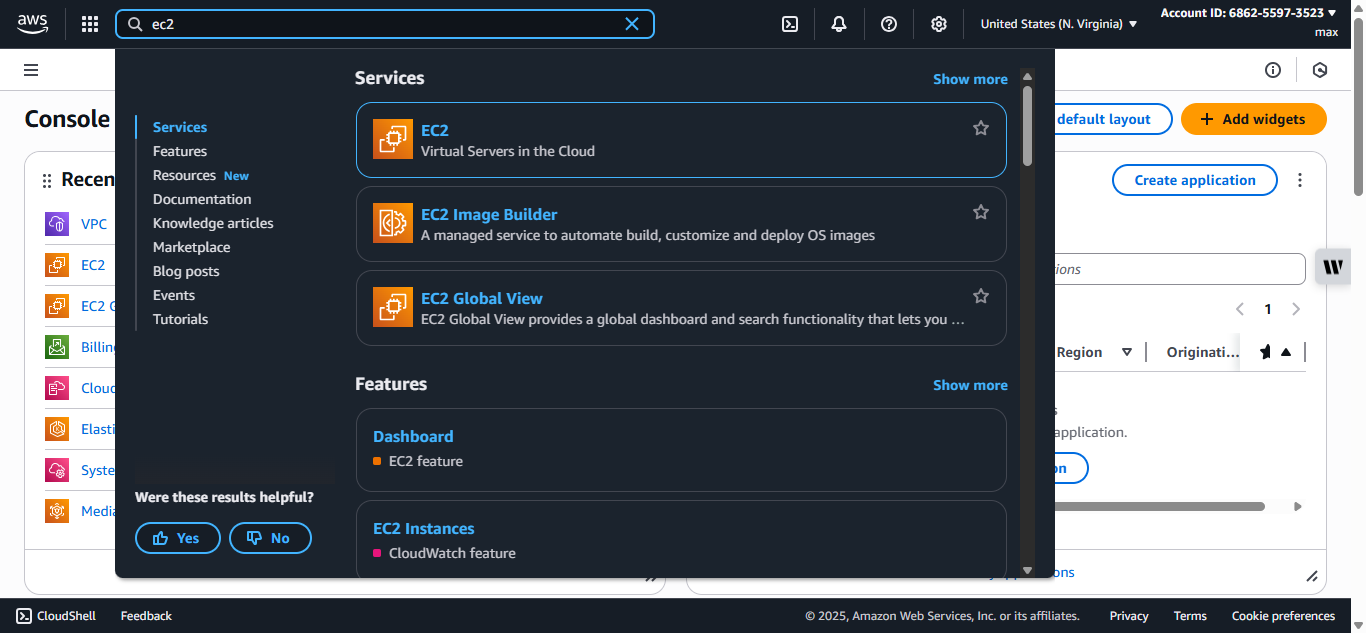 aws
ec2
United States (N. Virginia)
Account ID: 6862-5597-3523
max
Console
default layout
Add widgets
Recen
VPC
EC2
EC2 G
Billing
Cloud
Elasti
Syste
Media
Services
Features
Resources New
Documentation
Knowledge articles
Marketplace
Blog posts
Events
Tutorials
Were these results helpful?
Yes
No
Services
Show more
EC2
Virtual Servers in the Cloud
EC2 Image Builder
A managed service to automate build, customize and deploy OS images
EC2 Global View
EC2 Global View provides a global dashboard and search functionality that lets you ...
Features
Show more
Dashboard
EC2 feature
EC2 Instances
CloudWatch feature
Create application
1
Region
Originati...
application.
CloudShell
Feedback
© 2025, Amazon Web Services, Inc. or its affiliates.
Privacy
Terms
Cookie preferences